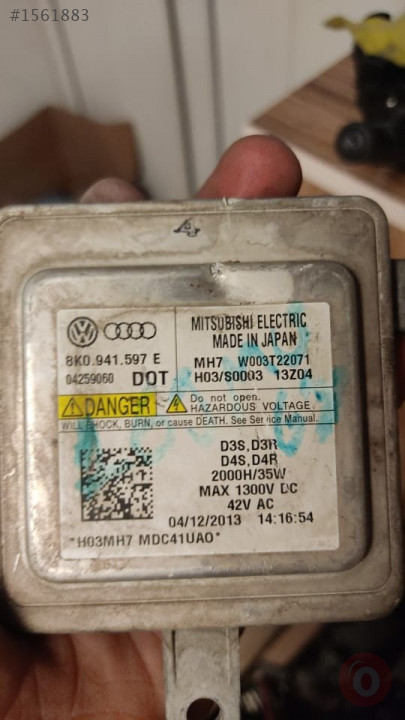 #1561883
MITSUBISHI ELECTRIC
MADE IN JAPAN
8K0.941.597 E
MH7 W003T22071
04259060 DOT
H03/S0003 13Z04
DANGER
Do not open.
HAZARDOUS VOLTAGE
WILL SHOCK, BURN, or cause DEATH. See Service Manual.
D3S,D3R
D4S,D4R
2000H/35W
MAX 1300V DC
42V AC
04/12/2013 14:16:54
*H03MH7 MDC41UA0*